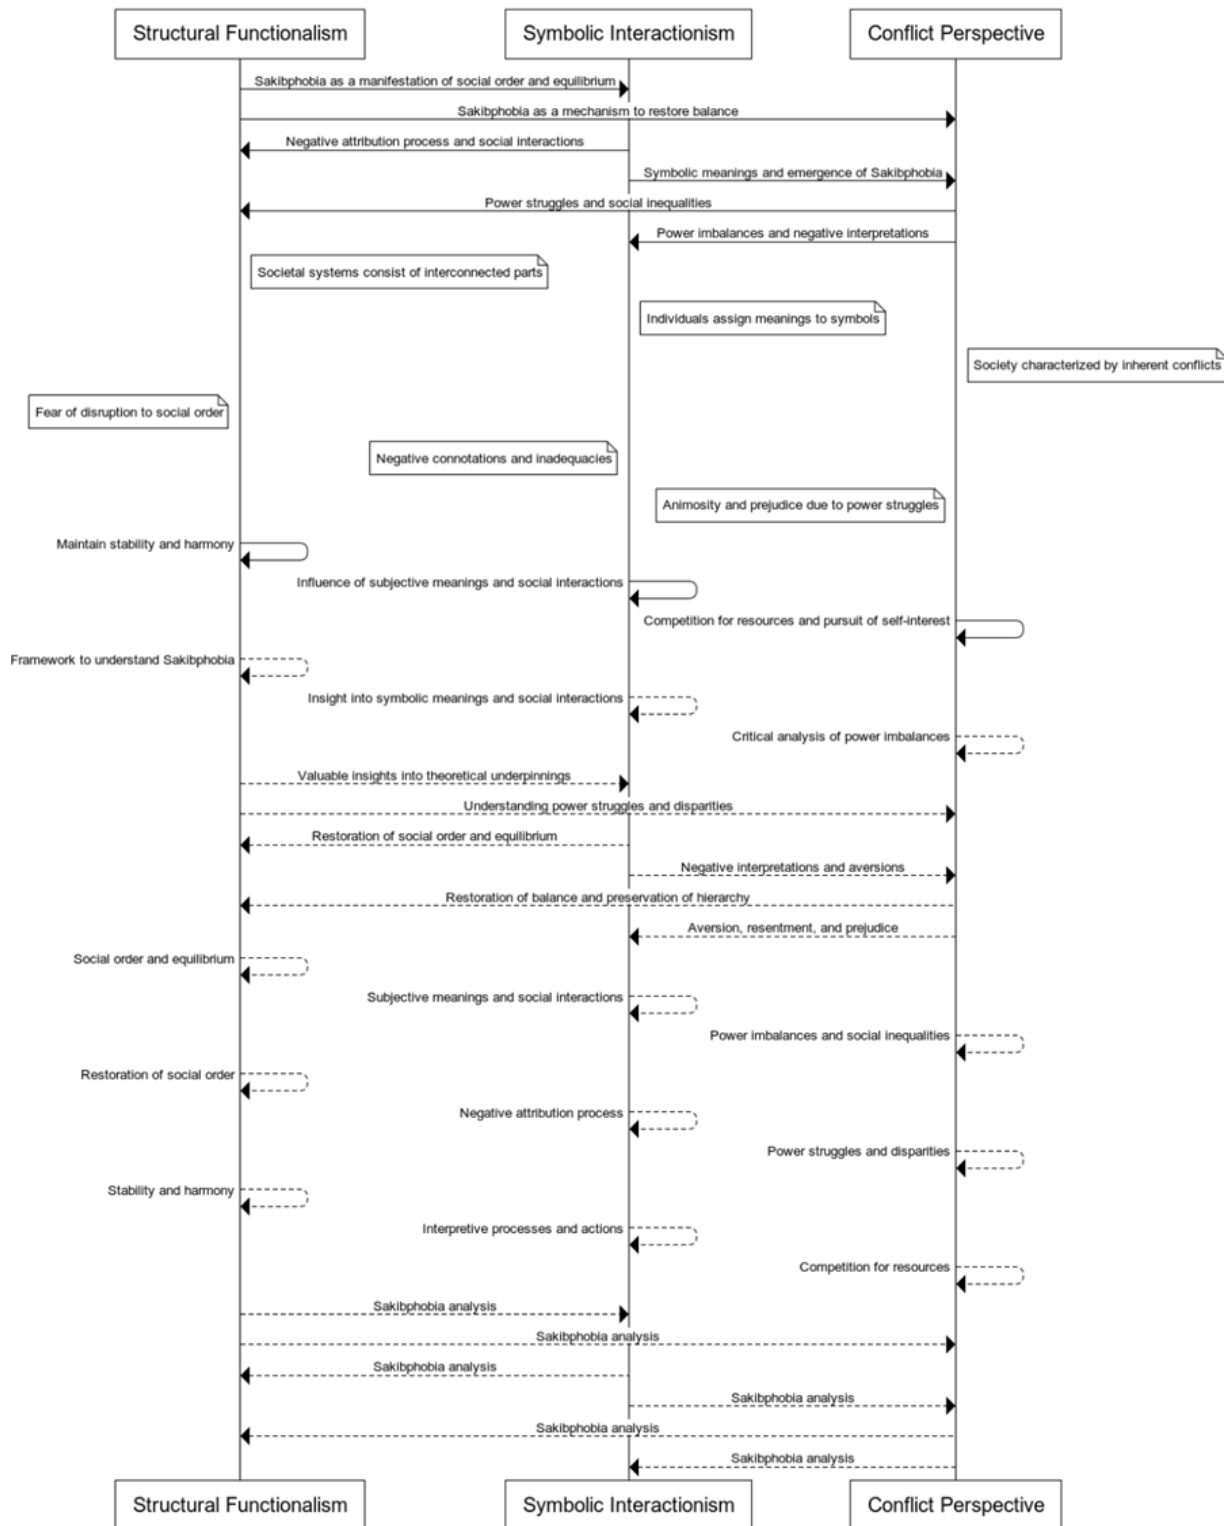 Structural Functionalism
Symbolic Interactionism
Conflict Perspective
Sakibphobia as a manifestation of social order and equilibrium
Sakibphobia as a mechanism to restore balance
Negative attribution process and social interactions
Symbolic meanings and emergence of Sakibphobia
Power struggles and social inequalities
Power imbalances and negative interpretations
Societal systems consist of interconnected parts
Individuals assign meanings to symbols
Society characterized by inherent conflicts
Fear of disruption to social order
Negative connotations and inadequacies
Animosity and prejudice due to power struggles
Maintain stability and harmony
Influence of subjective meanings and social interactions
Competition for resources and pursuit of self-interest
Framework to understand Sakibphobia
Insight into symbolic meanings and social interactions
Critical analysis of power imbalances
Valuable insights into theoretical underpinnings
Understanding power struggles and disparities
Restoration of social order and equilibrium
Negative interpretations and aversions
Restoration of balance and preservation of hierarchy
Aversion, resentment, and prejudice
Social order and equilibrium
Subjective meanings and social interactions
Power imbalances and social inequalities
Restoration of social order
Negative attribution process
Power struggles and disparities
Stability and harmony
Interpretive processes and actions
Competition for resources
Sakibphobia analysis
Sakibphobia analysis
Sakibphobia analysis
Sakibphobia analysis
Sakibphobia analysis
Sakibphobia analysis
Structural Functionalism
Symbolic Interactionism
Conflict Perspective